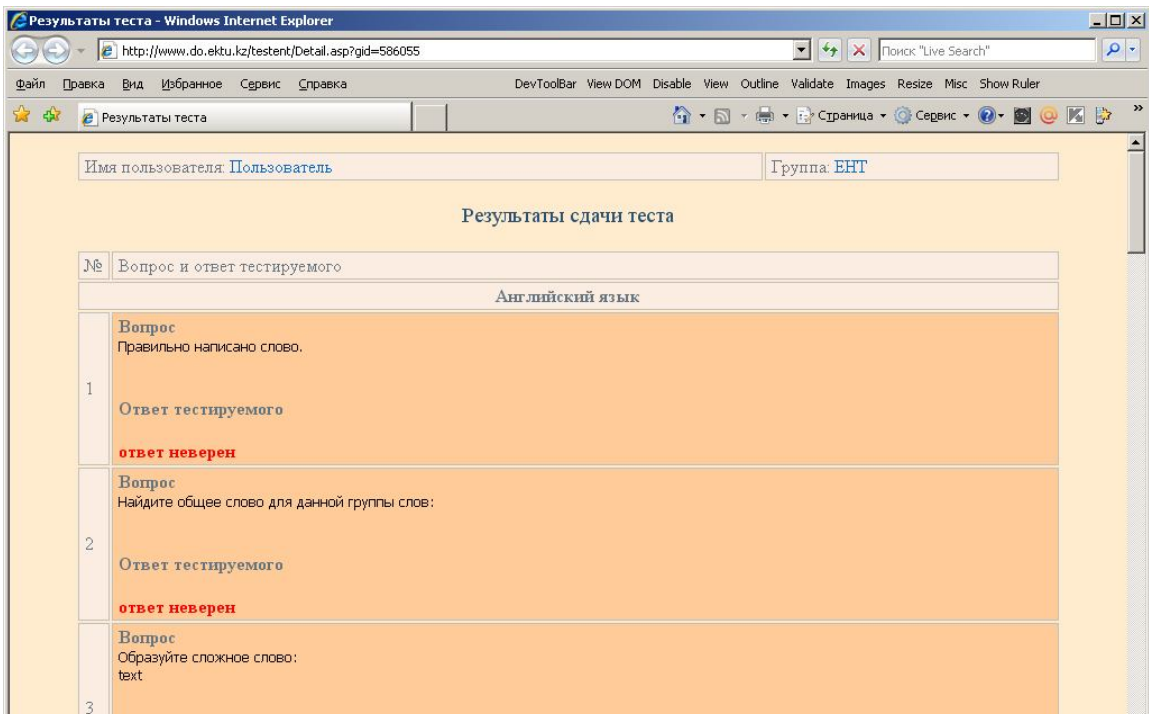 Результаты теста - Windows Internet Explorer
http://www.do.ektu.kz/testent/Detail.asp?gid=586055
Поиск "Live Search"
Файл Правка Вид Избранное Сервис Справка DevToolBar View DOM Disable View Outline Validate Images Resize Misc Show Ruler
Результаты теста Страница Сервис »
Имя пользователя: Пользователь Группа: ЕНТ
Результаты сдачи теста
№ Вопрос и ответ тестируемого
Английский язык
Вопрос
Правильно написано слово.
1
Ответ тестируемого
ответ неверен
Вопрос
Найдите общее слово для данной группы слов:
2
Ответ тестируемого
ответ неверен
Вопрос
Образуйте сложное слово:
text
3